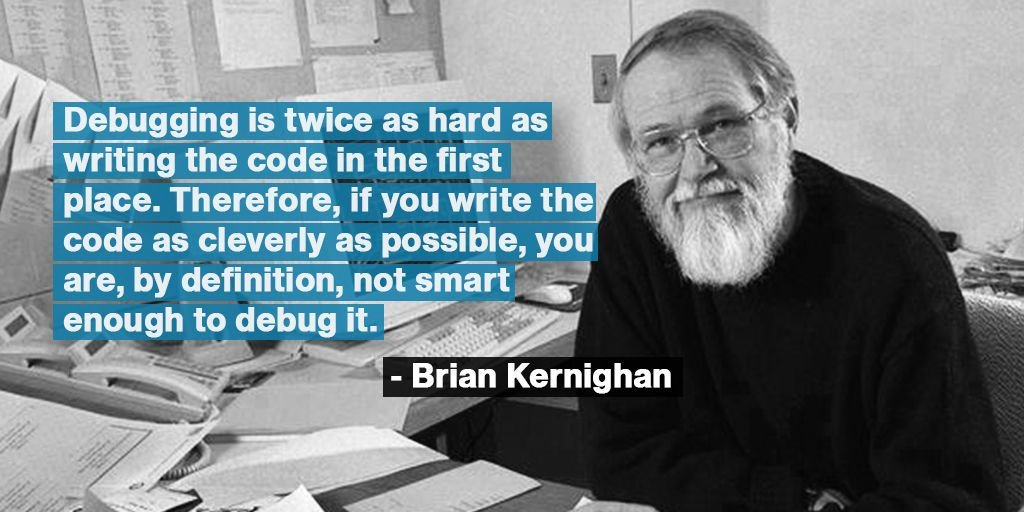 Debugging is twice as hard as
writing the code in the first
place. Therefore, if you write the
code as cleverly as possible, you
are, by definition, not smart
enough to debug it.
- Brian Kernighan